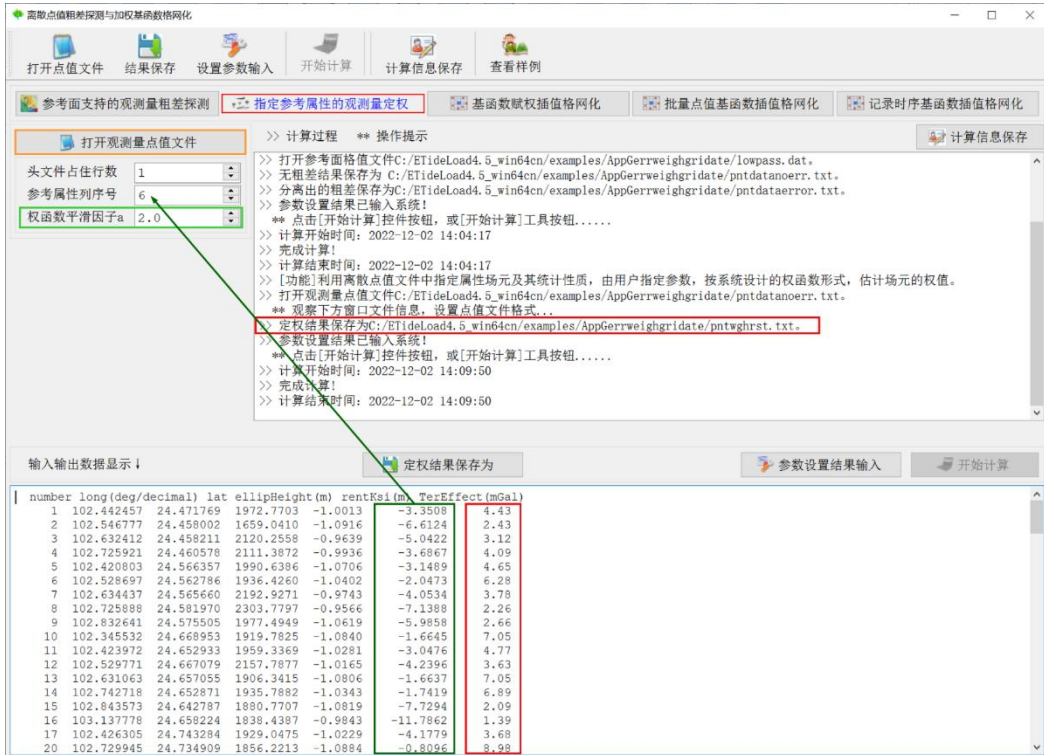 离散点值粗差探测与加权基函数格网化
打开点值文件 结果保存 设置参数输入 开始计算 计算信息保存 查看样例
参考面支持的观测量粗差探测 指定参考属性的观测量定权 基函数赋权插值格网化 批量点值基函数插值格网化 记录时序基函数插值格网化
打开观测量点值文件 >> 计算过程 ** 操作提示 计算信息保存
头文件占住行数 1
参考属性列序号 6
权函数平滑因子a 2.0
>> 打开参考面格值文件C:/ETideLoad4.5_win64cn/examples/AppGerrweighgridate/lowpass.dat。
>> 无粗差结果保存为 C:/ETideLoad4.5_win64cn/examples/AppGerrweighgridate/pntdatanoerr.txt。
>> 分离出的粗差保存为C:/ETideLoad4.5_win64cn/examples/AppGerrweighgridate/pntdataerror.txt。
>> 参数设置结果已输入系统!
** 点击[开始计算]控件按钮，或[开始计算]工具按钮......
>> 计算开始时间: 2022-12-02 14:04:17
>> 完成计算!
>> 计算结束时间: 2022-12-02 14:04:17
>> [功能]利用离散点值文件中指定属性场元及其统计性质，由用户指定参数，按系统设计的权函数形式，估计场元的权值。
>> 打开观测量点值文件C:/ETideLoad4.5_win64cn/examples/AppGerrweighgridate/pntdatanoerr.txt。
** 观察下方窗口文件信息，设置点值文件格式...
>> 定权结果保存为C:/ETideLoad4.5_win64cn/examples/AppGerrweighgridate/pntwghrst.txt。
>> 参数设置结果已输入系统!
** 点击[开始计算]控件按钮，或[开始计算]工具按钮......
>> 计算开始时间: 2022-12-02 14:09:50
>> 完成计算!
>> 计算结束时间: 2022-12-02 14:09:50
输入输出数据显示↓ 定权结果保存为 参数设置结果输入 开始计算
number long(deg/decimal) lat ellipHeight(m) rentKsi(m) TerEffect(mGal)
1 102.442457 24.471769 1972.7703 -1.0013 -3.3508 4.43
2 102.546777 24.458002 1659.0410 -1.0916 -6.6124 2.43
3 102.632412 24.458211 2120.2558 -0.9639 -5.0422 3.12
4 102.725921 24.460578 2111.3872 -0.9936 -3.6867 4.09
5 102.420803 24.566357 1990.6386 -1.0706 -3.1489 4.65
6 102.528697 24.562786 1936.4260 -1.0402 -2.0473 6.28
7 102.634437 24.565660 2192.9271 -0.9743 -4.0534 3.78
8 102.725888 24.581970 2303.7797 -0.9566 -7.1388 2.26
9 102.832641 24.575505 1977.4949 -1.0619 -5.9858 2.66
10 102.345532 24.668953 1919.7825 -1.0840 -1.6645 7.05
11 102.423972 24.652933 1959.3369 -1.0281 -3.0476 4.77
12 102.529771 24.667079 2157.7877 -1.0165 -4.2396 3.63
13 102.631063 24.657055 1906.3415 -1.0806 -1.6637 7.05
14 102.742718 24.652871 1935.7882 -1.0343 -1.7419 6.89
15 102.843573 24.642787 1880.7707 -1.0819 -7.7294 2.09
16 103.137778 24.658224 1838.4387 -0.9843 -11.7862 1.39
17 102.426305 24.743284 1929.0475 -1.0229 -4.1779 3.68
20 102.729945 24.734909 1856.2213 -1.0884 -0.8096 8.98